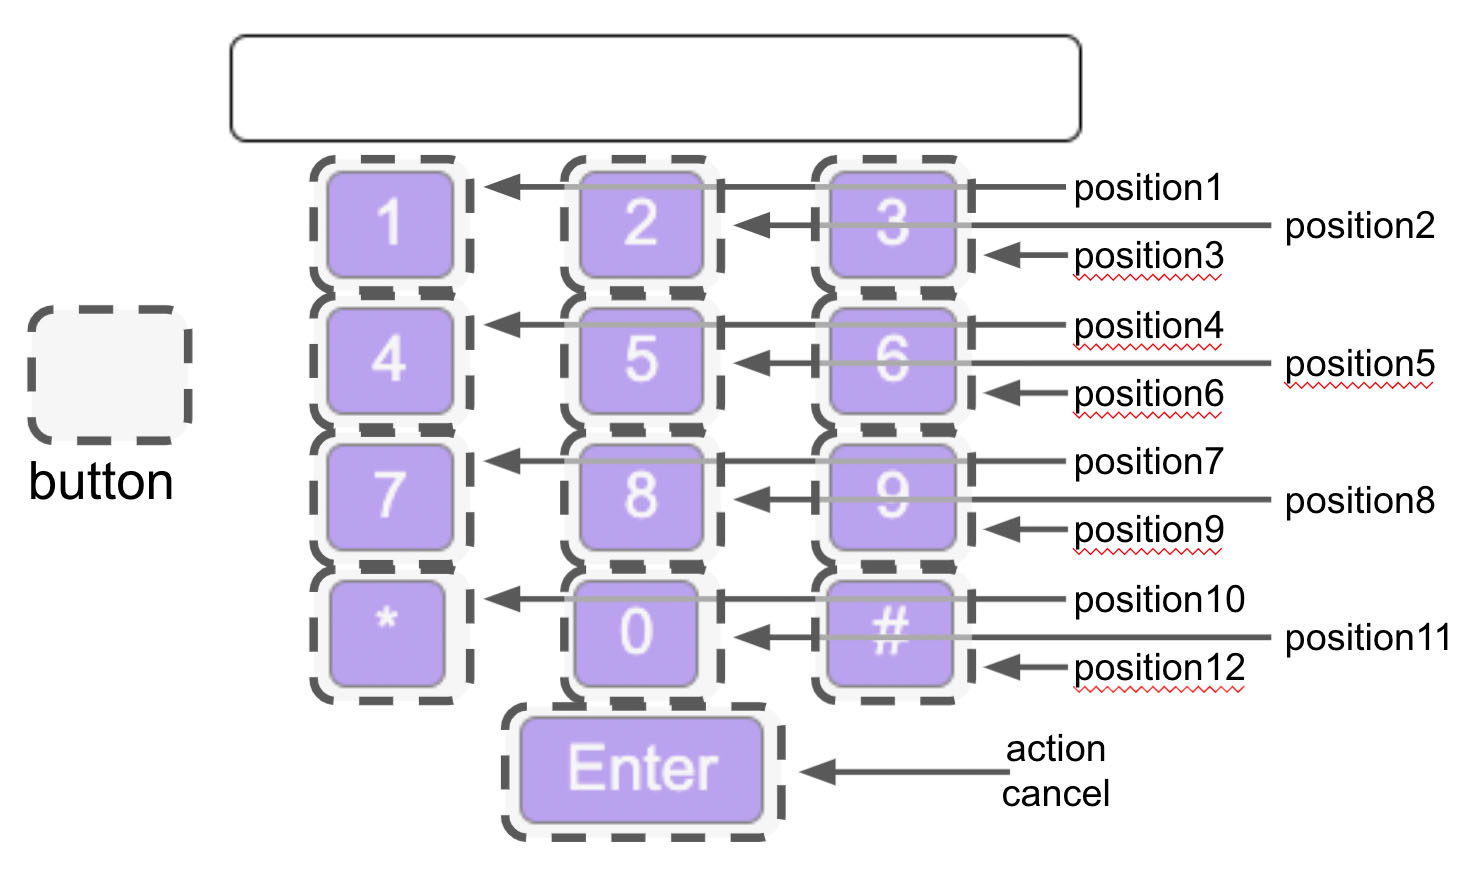 1 2 3 position1
position2
position3
4 5 6 position4
position5
position6
button
7 8 9 position7
position8
position9
* 0 # position10
position11
position12
Enter action
cancel